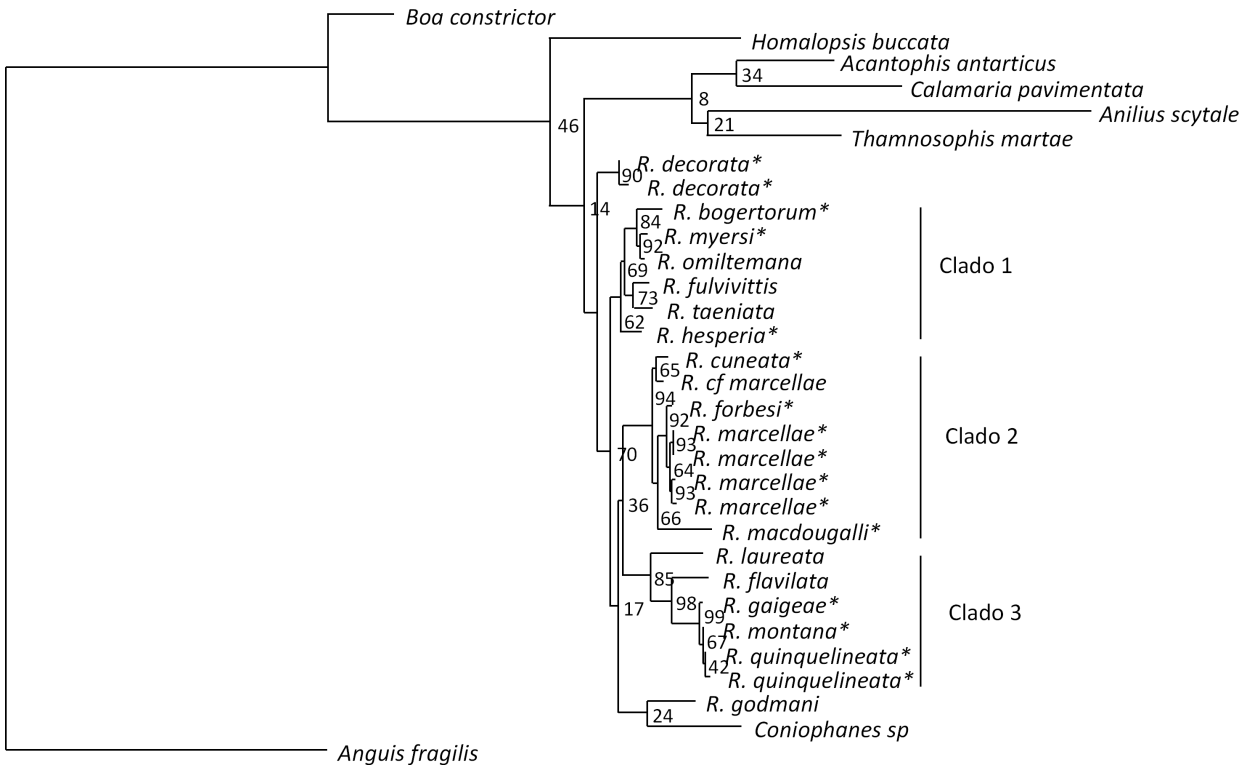 Boa constrictor
Homalopsis buccata
Acantophis antarticus
34
Calamaria pavimentata
8
Anilius scytale
21
46
Thamnosophis martae
R. decorata*
90
R. decorata*
14
R. bogertorum*
84
R. myersi*
92
R. omiltemana
Clado 1
69
R. fulvivittis
73
R. taeniata
62
R. hesperia*
R. cuneata*
65
R. cf marcellae
94
R. forbesi*
92
R. marcellae*
Clado 2
93
70
R. marcellae*
64
R. marcellae*
93
36
R. marcellae*
66
R. macdougalli*
R. laureata
85
R. flavilata
98
R. gaigeae*
17
99
Clado 3
R. montana*
67
R. quinquelineata*
42
R. quinquelineata*
R. godmani
24
Coniophanes sp
Anguis fragilis